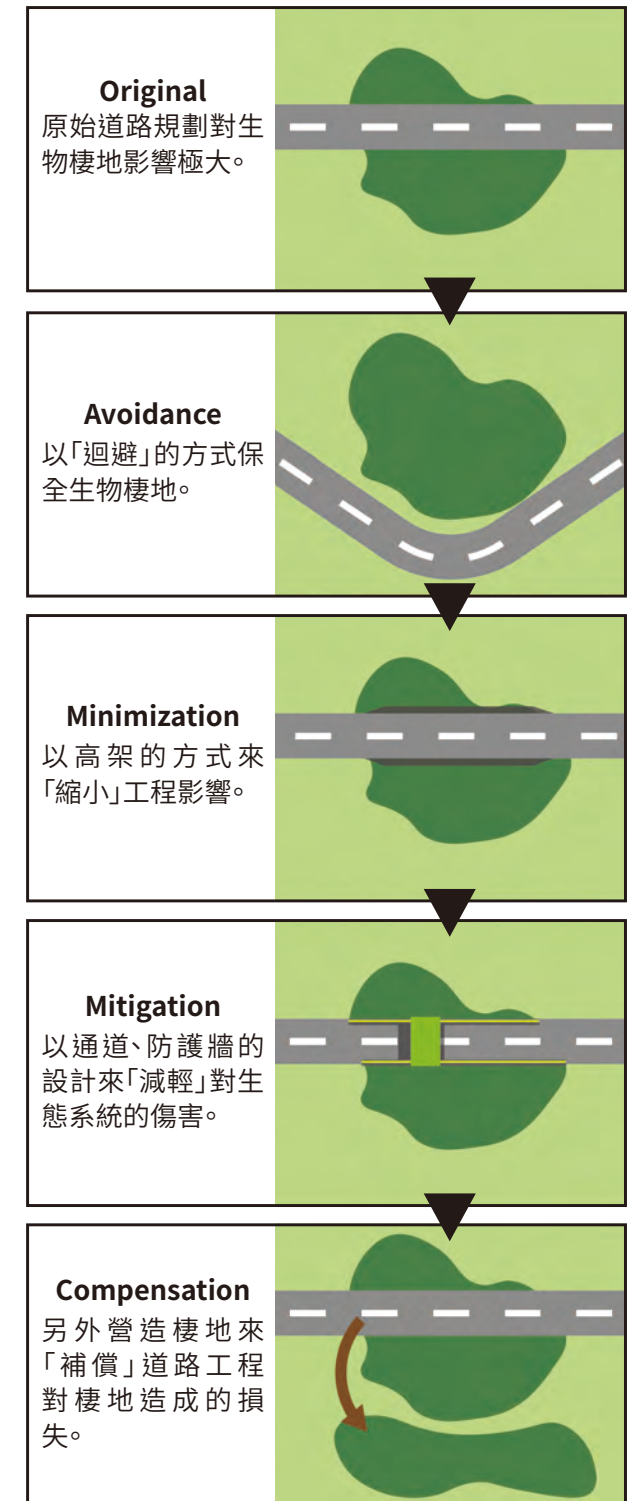 Original
原始道路規劃對生
物棲地影響極大。
Avoidance
以「迴避」的方式保
全生物棲地。
Minimization
以高架的方式來
「縮小」工程影響。
Mitigation
以通道、防護牆的
設計來「減輕」對生
態系統的傷害。
Compensation
另外營造棲地來
「補償」道路工程
對棲地造成的損
失。